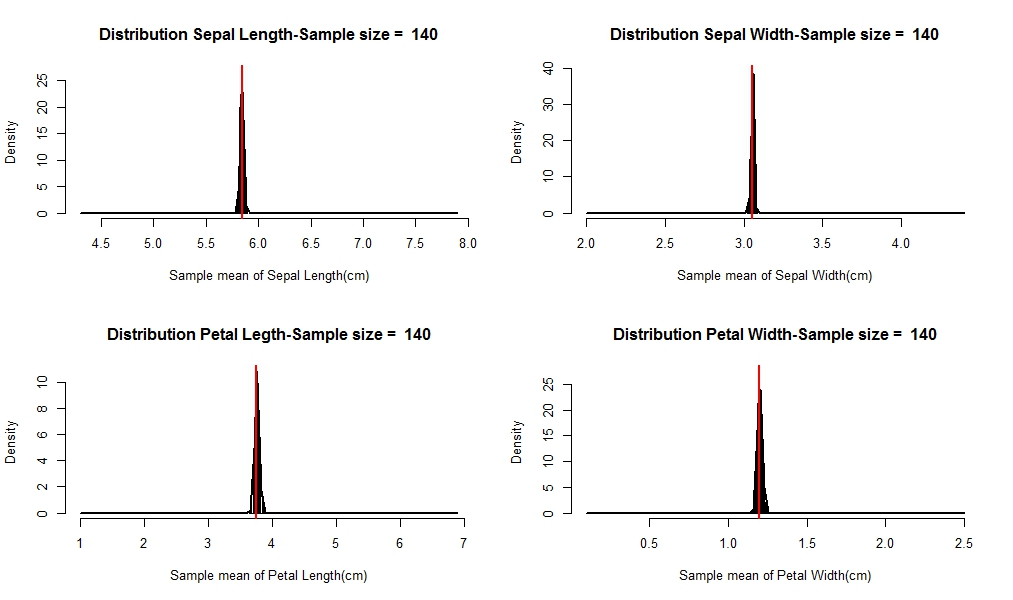 Distribution Sepal Length-Sample size =  140
Density
0 5 10 15 20 25
4.5 5.0 5.5 6.0 6.5 7.0 7.5 8.0
Sample mean of Sepal Length(cm)
Distribution Sepal Width-Sample size =  140
Density
0 10 20 30 40
2.0 2.5 3.0 3.5 4.0
Sample mean of Sepal Width(cm)
Distribution Petal Legth-Sample size =  140
Density
0 2 4 6 8 10
1 2 3 4 5 6 7
Sample mean of Petal Length(cm)
Distribution Petal Width-Sample size =  140
Density
0 5 10 15 20 25
0.5 1.0 1.5 2.0 2.5
Sample mean of Petal Width(cm)